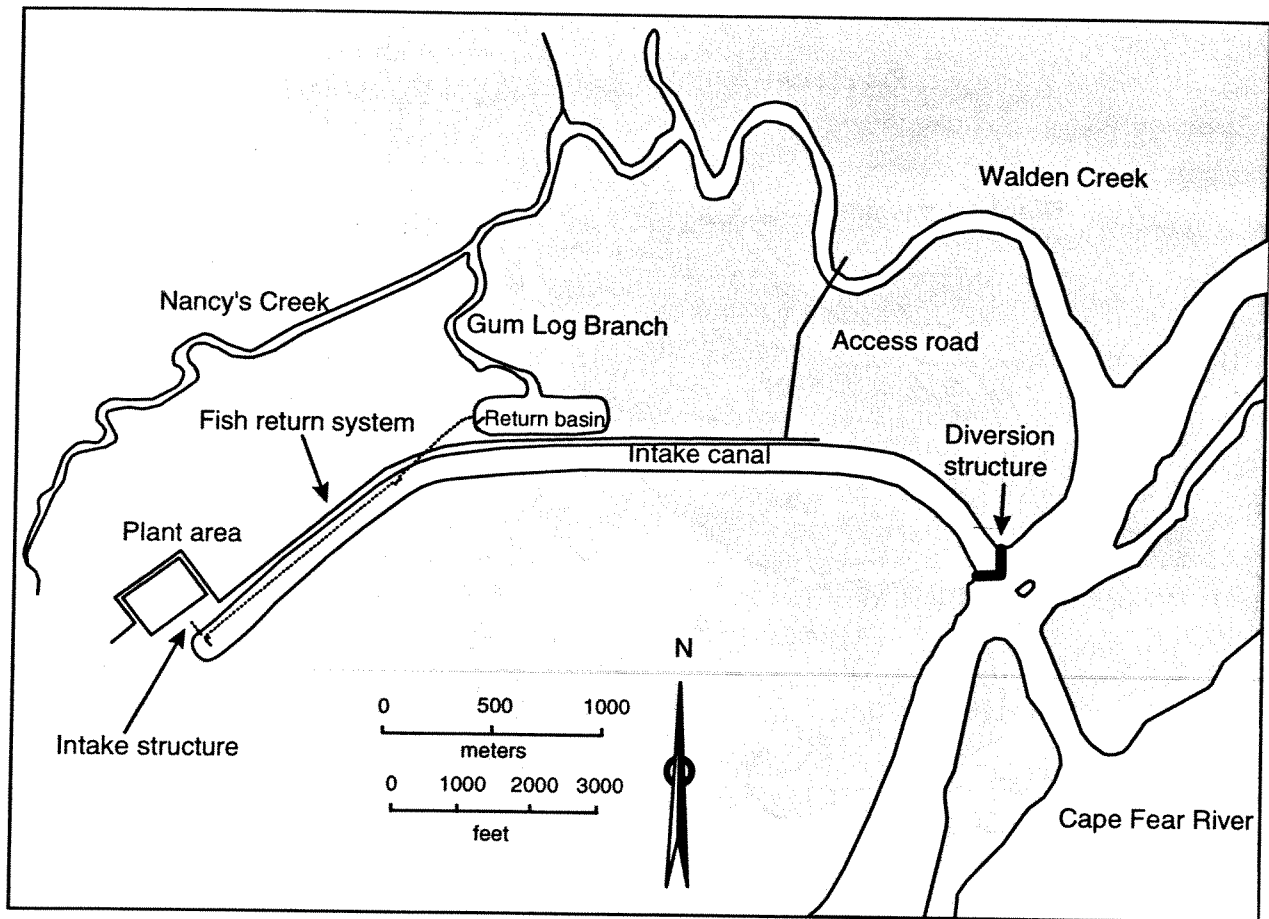 Walden Creek
Nancy's Creek
Gum Log Branch
Access road
Fish return system
Return basin
Diversion
structure
Intake canal
Plant area
N
0 500 1000
meters
Intake structure
0 1000 2000 3000
feet
Cape Fear River